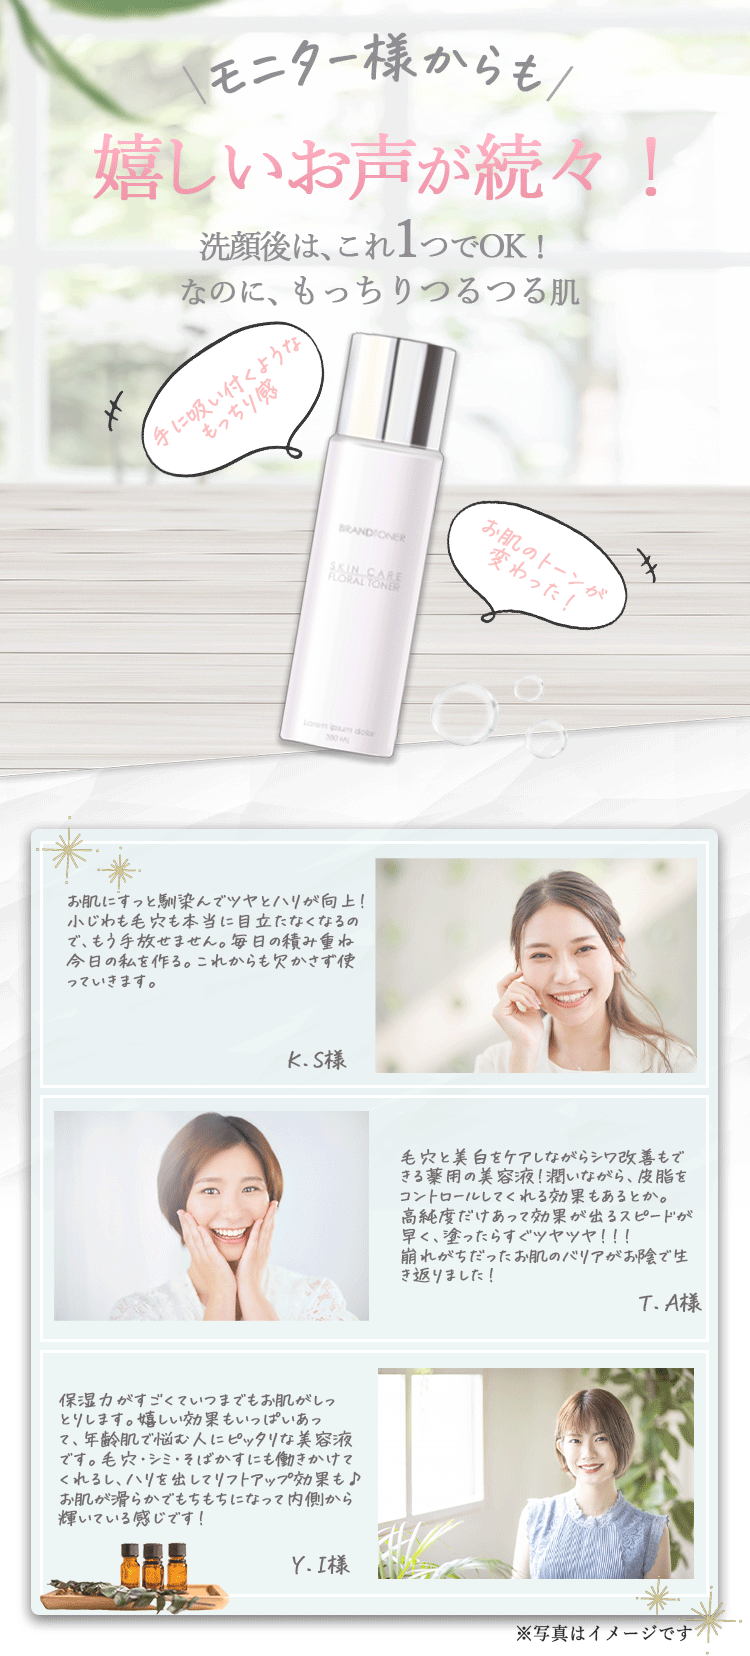 モニター様からも
嬉しいお声が続々！
洗顔後は、これ1つでOK！
なのに、もっちりつるつる肌
手に吸い付くような
もっちり感
BRANDTONER
SKIN CARE
FLORAL TONER
お肌のトーンが
変わった！
Lorem ipsum dolor
お肌にすっと馴染んでツヤとハリが向上！
小じわも毛穴も本当に目立たなくなるの
で、もう手放せません。毎日の積み重ね
今日の私を作る。これからも欠かさず使
っていきます。
K.S様
毛穴と美白をケアしながらシワ改善もで
きる薬用の美容液！潤いながら、皮脂を
コントロールしてくれる効果もあるとか。
高純度だけあって効果が出るスピードが
早く、塗ったらすぐツヤツヤ！！！
崩れがちだったお肌のバリアがお陰で生
き返りました！
T.A様
保湿力がすごくていつまでもお肌がしっ
とりします。嬉しい効果もいっぱいあっ
て、年齢肌で悩む人にピッタリな美容液
です。毛穴・シミ・そばかすにも働きかけて
くれるし、ハリを出してリフトアップ効果も♪
お肌が滑らかでもちもちになって内側から
輝いている感じです！
Y.I様
※写真はイメージです